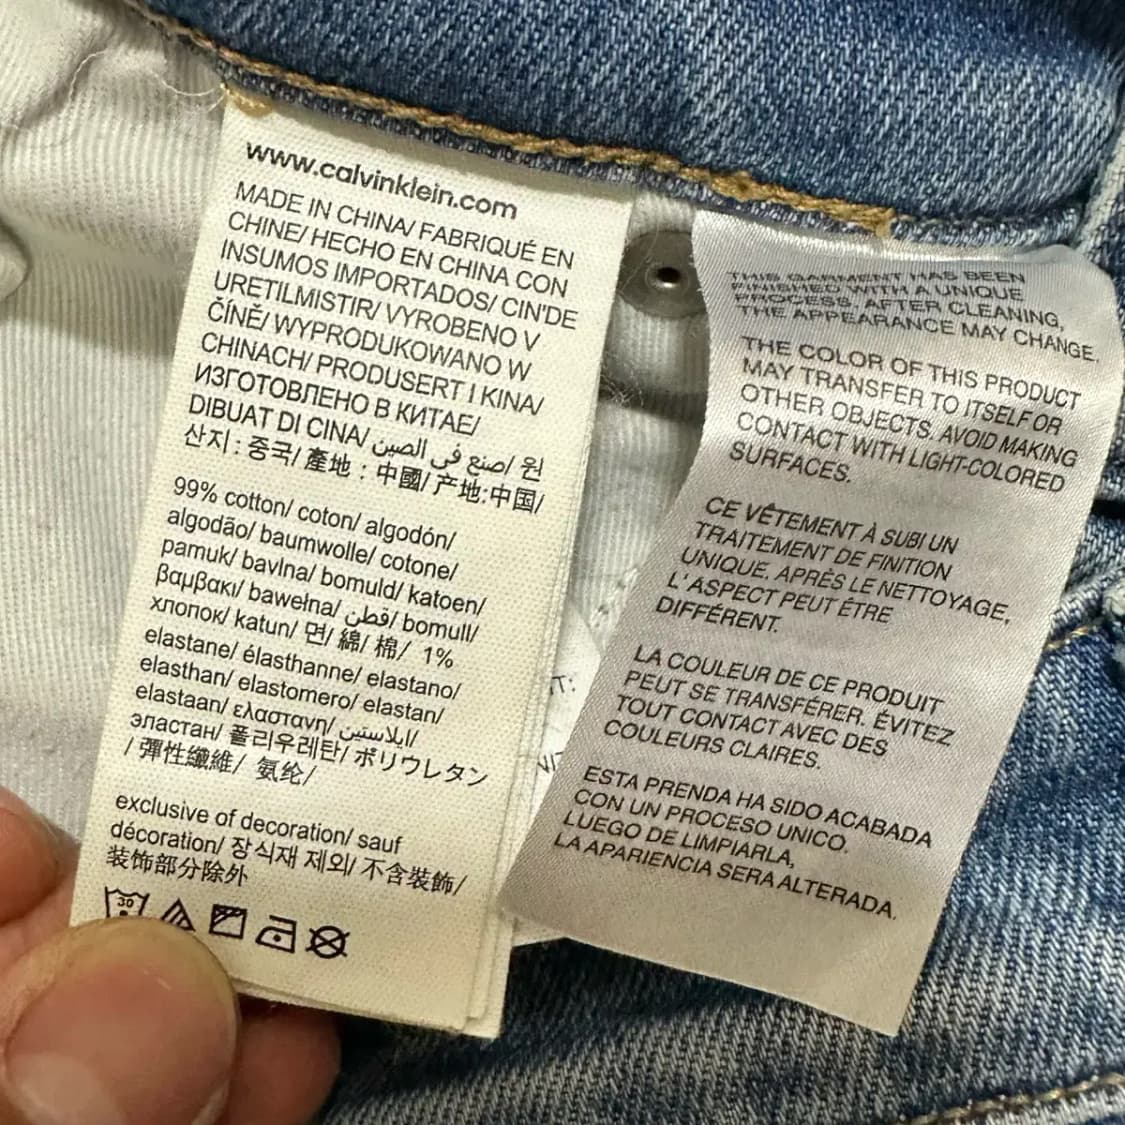 www.calvinklein.com
MADE IN CHINA/ FABRIQUÉ EN
CHINE/ HECHO EN CHINA CON
INSUMOS IMPORTADOS/ CIN'DE
URETILMISTIR/ VYROBENO V
ČÍNĚ/ WYPRODUKOWANO W
CHINACH/ PRODUSERT I KINA/
ИЗГОТОВЛЕНО В КИТАЕ/
DIBUAT DI CINA/ صنع في الصين/ 원
산지 : 중국/ 產地 : 中國/ 产地:中国/
99% cotton/ coton/ algodón/
algodão/ baumwolle/ cotone/
pamuk/ bavlna/ bomuld/ katoen/
βαμβακι/ bawełna/ قطن/ bomull/
хлопок/ katun/ 면/ 綿/ 棉/ 1%
elastane/ élasthanne/ elastano/
elasthan/ elastomero/ elastan/
elastaan/ ελαστανη/ ايلاستين/
эластан/ 폴리우레탄/ ポリウレタン
/ 彈性纖維/ 氨纶/
exclusive of decoration/ sauf
décoration/ 장식재 제외/ 不含裝飾/
装饰部分除外
30
THIS GARMENT HAS BEEN
FINISHED WITH A UNIQUE
PROCESS, AFTER CLEANING,
THE APPEARANCE MAY CHANGE.
THE COLOR OF THIS PRODUCT
MAY TRANSFER TO ITSELF OR
OTHER OBJECTS. AVOID MAKING
CONTACT WITH LIGHT-COLORED
SURFACES.
CE VÊTEMENT À SUBI UN
TRAITEMENT DE FINITION
UNIQUE. APRÈS LE NETTOYAGE,
L'ASPECT PEUT ÊTRE
DIFFÉRENT.
LA COULEUR DE CE PRODUIT
PEUT SE TRANSFÉRER. ÉVITEZ
TOUT CONTACT AVEC DES
COULEURS CLAIRES.
ESTA PRENDA HA SIDO ACABADA
CON UN PROCESO UNICO.
LUEGO DE LIMPIARLA,
LA APARIENCIA SERA ALTERADA.